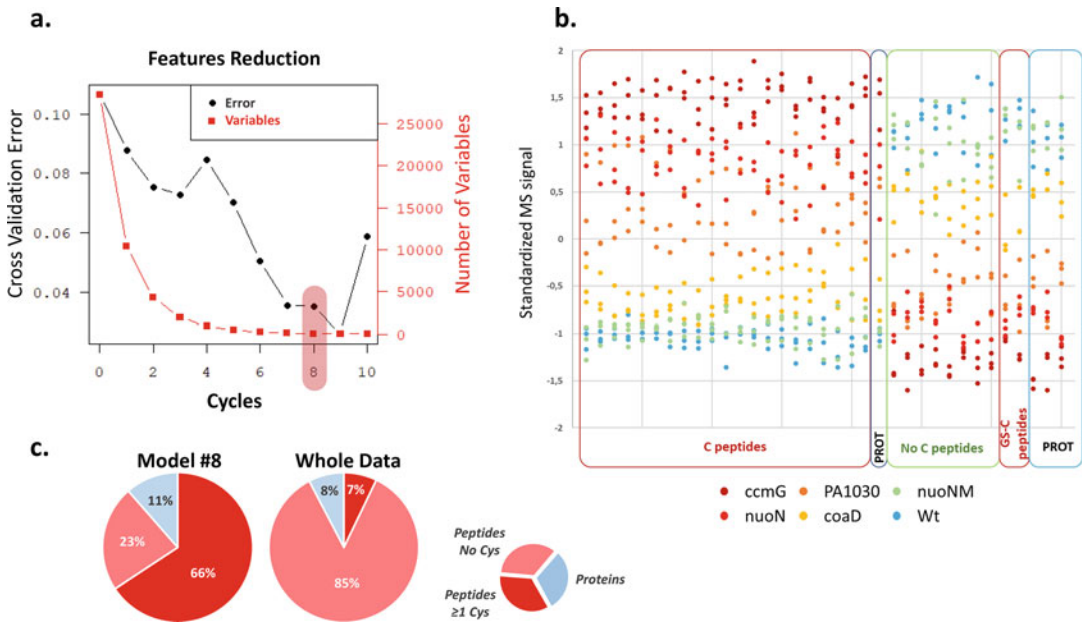 a.
Features Reduction
Error
Variables
0.10
0.08
0.06
0.04
Cross Validation Error
25000
20000
15000
10000
5000
0
Number of Variables
0 2 4 6 8 10
Cycles
b.
2
1,5
1
0,5
0
-0,5
-1
-1,5
-2
Standardized MS signal
C peptides
PROT
No C peptides
GS-C peptides
PROT
ccmG PA1030 nuoNM
nuoN coaD Wt
c.
Model #8
11%
23%
66%
Whole Data
8%
7%
85%
Peptides
No Cys
Proteins
Peptides
≥1 Cys